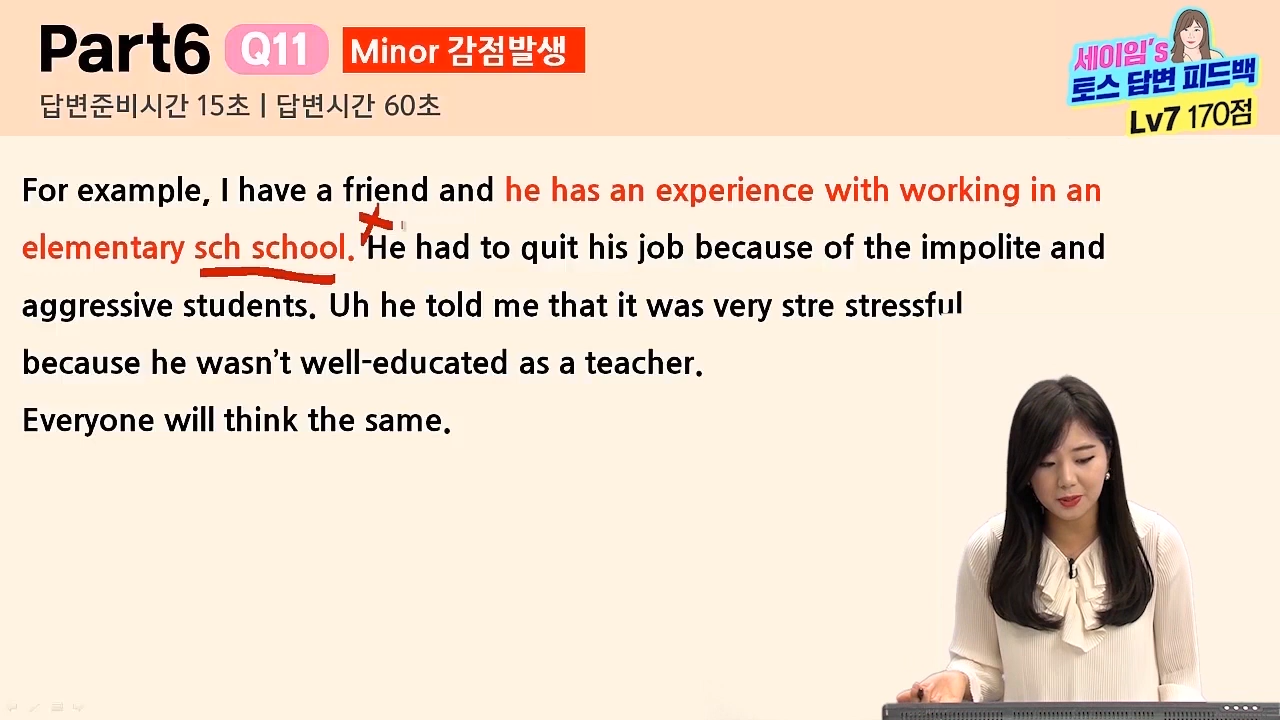 Part6 Q11 Minor 감점발생
답변준비시간 15초 | 답변시간 60초
세이임's
토스 답변 피드백
Lv7 170점
For example, I have a friend and he has an experience with working in an
elementary sch school. He had to quit his job because of the impolite and
aggressive students. Uh he told me that it was very stre stressful
because he wasn't well-educated as a teacher.
Everyone will think the same.